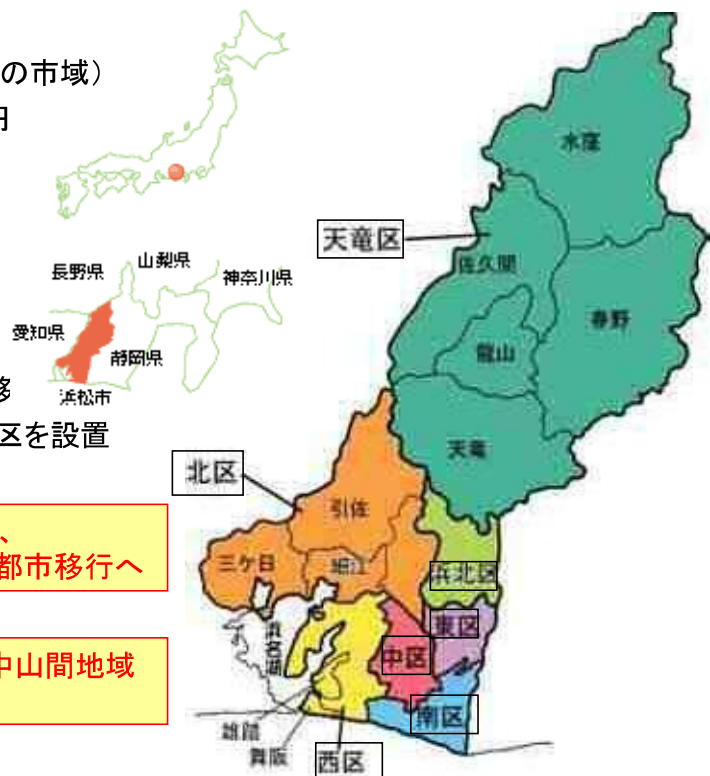 の市域）
円
長野県
山梨県
神奈川県
愛知県
静岡県
浜松市
移
区を設置
、
都市移行へ
中山間地域
水窪
天竜区
佐久間
春野
龍山
天竜
北区
引佐
三ケ日
細江
浜北区
浜名湖
東区
中区
南区
雄踏
舞阪
西区